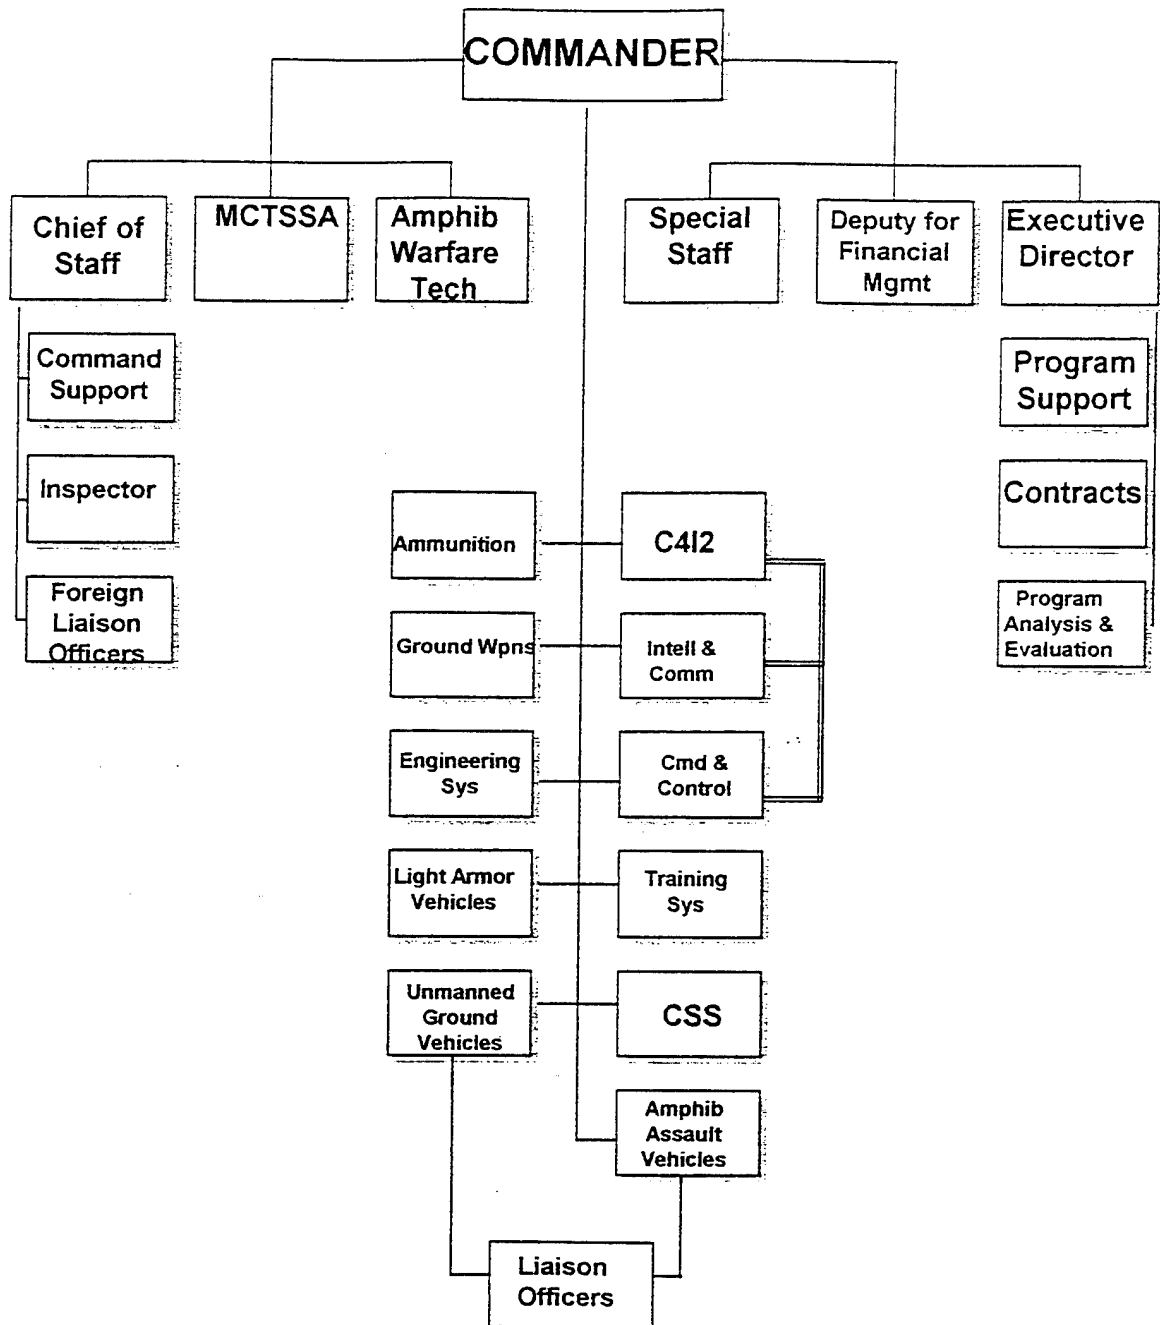 COMMANDER
Chief of
Staff
MCTSSA
Amphib
Warfare
Tech
Special
Staff
Deputy for
Financial
Mgmt
Executive
Director
Command
Support
Inspector
Foreign
Liaison
Officers
Program
Support
Contracts
Program
Analysis &
Evaluation
Ammunition
C4I2
Ground Wpns
Intell &
Comm
Engineering
Sys
Cmd &
Control
Light Armor
Vehicles
Training
Sys
Unmanned
Ground
Vehicles
CSS
Amphib
Assault
Vehicles
Liaison
Officers